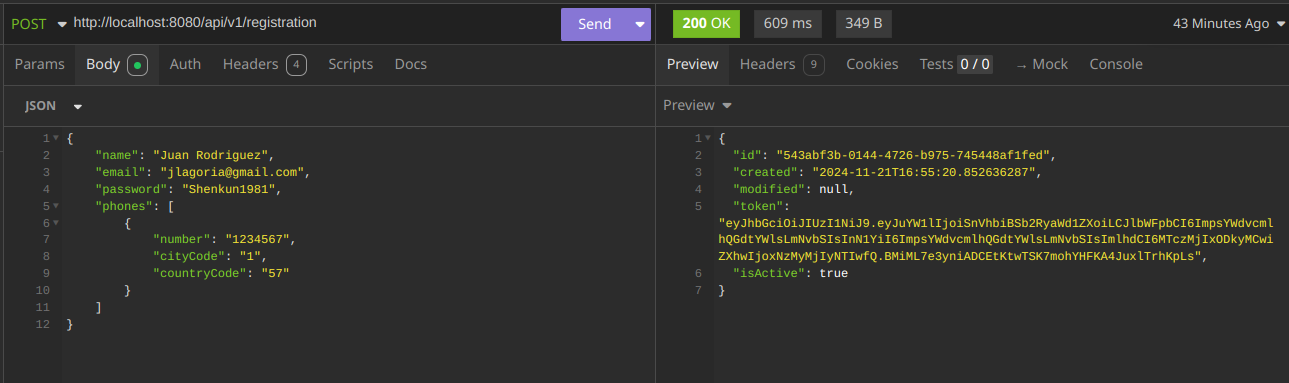 POST http://localhost:8080/api/v1/registration Send
200 OK 609 ms 349 B 43 Minutes Ago
Params Body Auth Headers 4 Scripts Docs
Preview Headers 9 Cookies Tests 0 / 0 → Mock Console
JSON
Preview
1 {
2 "name": "Juan Rodriguez",
3 "email": "jlagoria@gmail.com",
4 "password": "Shenkun1981",
5 "phones": [
6 {
7 "number": "1234567",
8 "cityCode": "1",
9 "countryCode": "57"
10 }
11 ]
12 }
1 {
2 "id": "543abf3b-0144-4726-b975-745448af1fed",
3 "created": "2024-11-21T16:55:20.852636287",
4 "modified": null,
5 "token":
"eyJhbGciOiJIUzI1NiJ9.eyJuYW1lIjoiSnVhbiBSb2RyaWd1ZXoiLCJlbWFpbCI6ImpsYWdvcml
hQGdtYWlsLmNvbSIsInN1YiI6ImpsYWdvcmlhQGdtYWlsLmNvbSIsImlhdCI6MTczMjIxODkyMCwi
ZXhwIjoxNzMyMjIyNTIwfQ.BMiML7e3yniADCEtKtwTSK7mohYHFKA4JuxlTrhKpLs",
6 "isActive": true
7 }